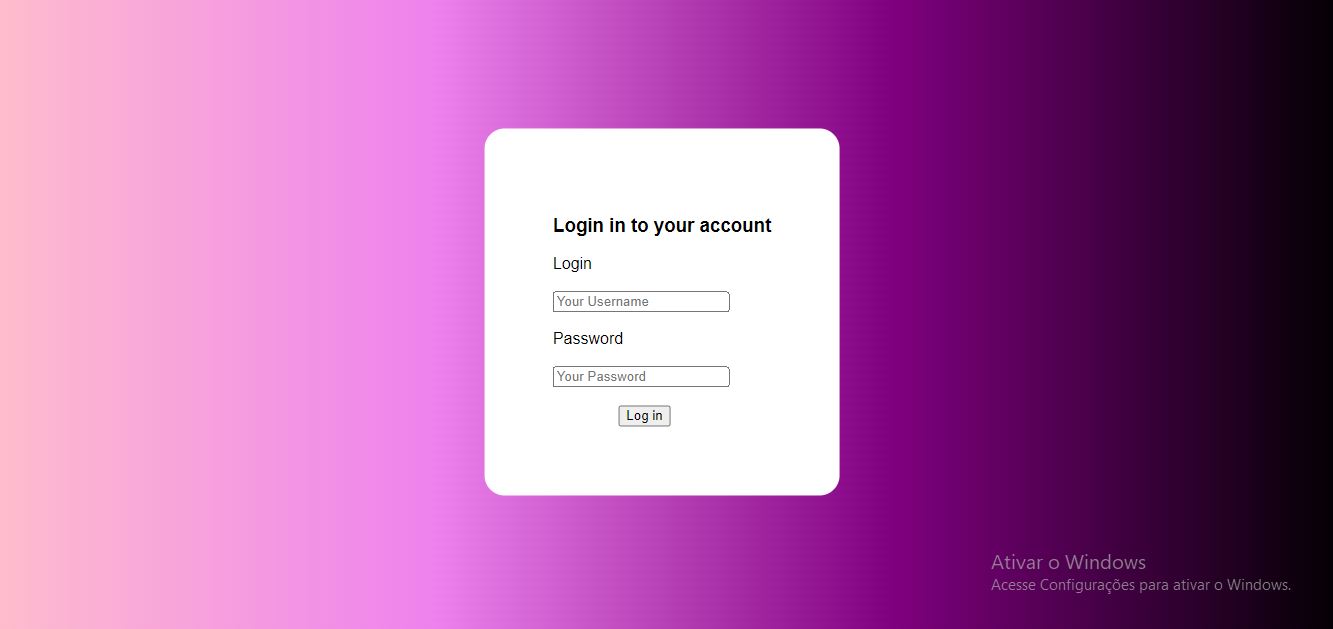 Login in to your account
Login
Your Username
Password
Your Password
Log in
Ativar o Windows
Acesse Configurações para ativar o Windows.